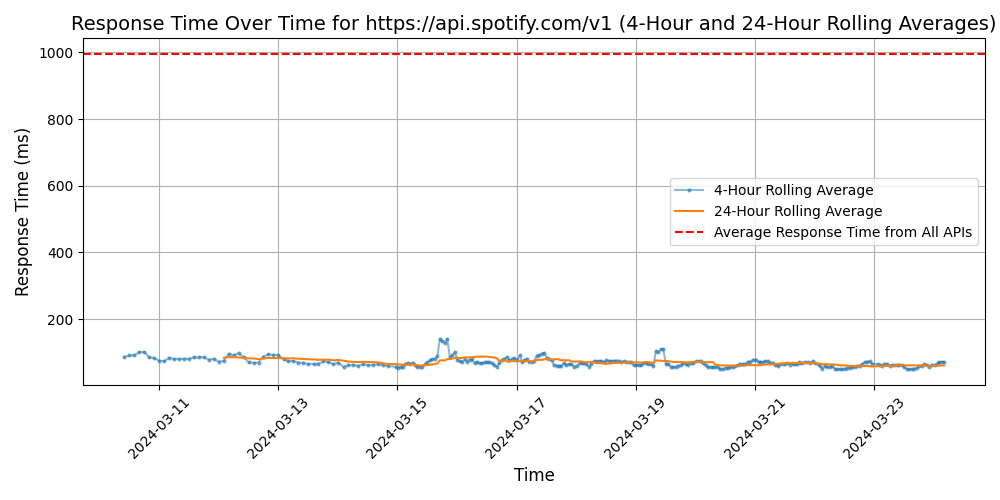 Response Time Over Time for https://api.spotify.com/v1 (4-Hour and 24-Hour Rolling Averages)
Response Time (ms)
1000
800
600
400
200
4-Hour Rolling Average
24-Hour Rolling Average
Average Response Time from All APIs
2024-03-11
2024-03-13
2024-03-15
2024-03-17
2024-03-19
2024-03-21
2024-03-23
Time